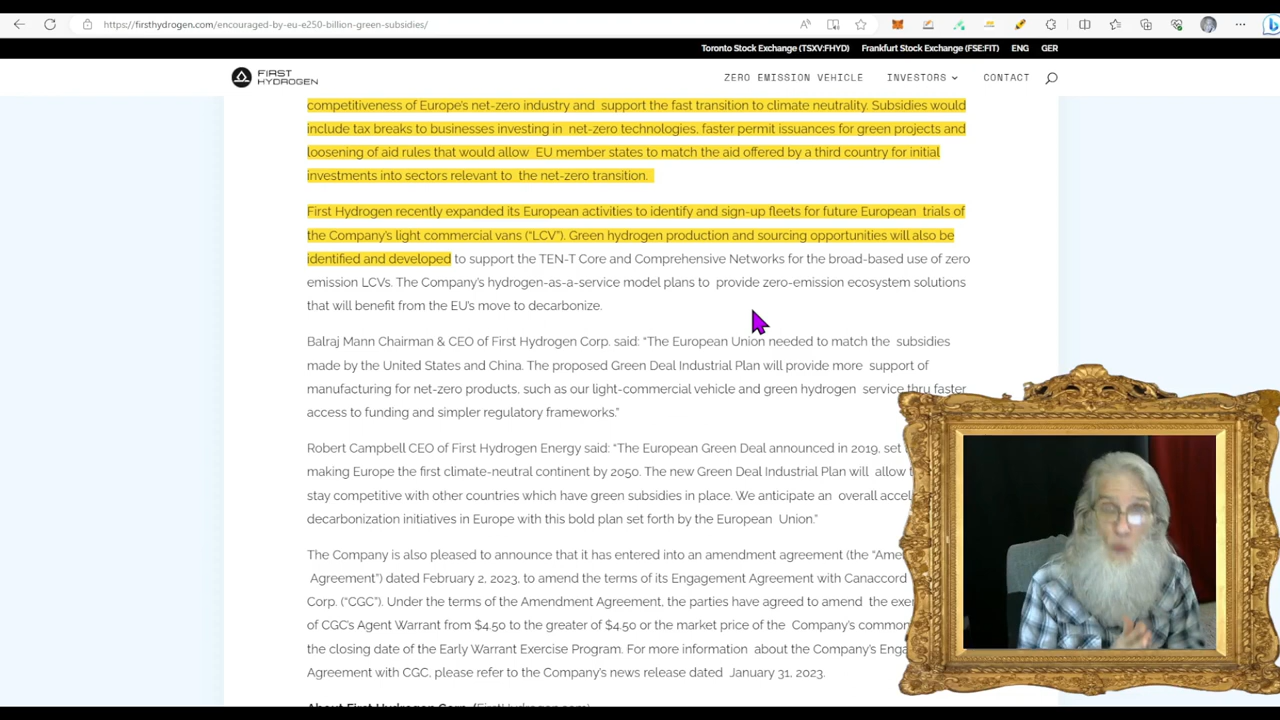 https://firsthydrogen.com/encouraged-by-eu-e250-billion-green-subsidies/
Toronto Stock Exchange (TSXV:FHYD) Frankfurt Stock Exchange (FSE:FIT) ENG GER
FIRST
HYDROGEN
ZERO EMISSION VEHICLE INVESTORS CONTACT
competitiveness of Europe's net-zero industry and support the fast transition to climate neutrality. Subsidies would
include tax breaks to businesses investing in net-zero technologies, faster permit issuances for green projects and
loosening of aid rules that would allow EU member states to match the aid offered by a third country for initial
investments into sectors relevant to the net-zero transition.
First Hydrogen recently expanded its European activities to identify and sign-up fleets for future European trials of
the Company's light commercial vans ("LCV"). Green hydrogen production and sourcing opportunities will also be
identified and developed to support the TEN-T Core and Comprehensive Networks for the broad-based use of zero
emission LCVs. The Company's hydrogen-as-a-service model plans to provide zero-emission ecosystem solutions
that will benefit from the EU's move to decarbonize.
Balraj Mann Chairman & CEO of First Hydrogen Corp. said: "The European Union needed to match the subsidies
made by the United States and China. The proposed Green Deal Industrial Plan will provide more support of
manufacturing for net-zero products, such as our light-commercial vehicle and green hydrogen service thru faster
access to funding and simpler regulatory frameworks."
Robert Campbell CEO of First Hydrogen Energy said: "The European Green Deal announced in 2019, set
making Europe the first climate-neutral continent by 2050. The new Green Deal Industrial Plan will allow
stay competitive with other countries which have green subsidies in place. We anticipate an overall
decarbonization initiatives in Europe with this bold plan set forth by the European Union."
The Company is also pleased to announce that it has entered into an amendment agreement (the
Agreement") dated February 2, 2023, to amend the terms of its Engagement Agreement with Canaccord
Corp. ("CGC"). Under the terms of the Amendment Agreement, the parties have agreed to amend the
of CGC's Agent Warrant from $4.50 to the greater of $4.50 or the market price of the Company's common
the closing date of the Early Warrant Exercise Program. For more information about the Company's
Agreement with CGC, please refer to the Company's news release dated January 31, 2023.
About First Hydrogen Corp. (FirstHydrogen.com)